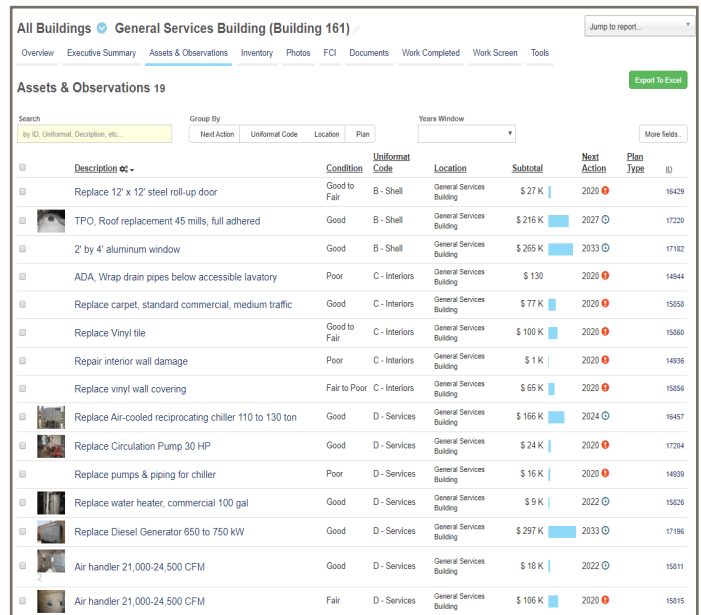 All Buildings General Services Building (Building 161)
Jump to report...
Overview Executive Summary Assets & Observations Inventory Photos FCI Documents Work Completed Work Screen Tools
Assets & Observations 19
Export To Excel
Search Group By Years Window
by ID, Uniformat, Decription, etc... Next Action Uniformat Code Location Plan More fields..
Description Condition Uniformat Code Location Subtotal Next Action Plan Type ID
Replace 12' x 12' steel roll-up door Good to Fair B - Shell General Services Building $ 27 K 2020 16429
TPO, Roof replacement 45 mills, full adhered Good B - Shell General Services Building $ 216 K 2027 17220
2' by 4' aluminum window Good B - Shell General Services Building $ 265 K 2033 17182
ADA, Wrap drain pipes below accessible lavatory Poor C - Interiors General Services Building $ 130 2020 14944
Replace carpet, standard commercial, medium traffic Good C - Interiors General Services Building $ 77 K 2020 15858
Replace Vinyl tile Good to Fair C - Interiors General Services Building $ 100 K 2020 15860
Repair interior wall damage Poor C - Interiors General Services Building $ 1 K 2020 14936
Replace vinyl wall covering Fair to Poor C - Interiors General Services Building $ 65 K 2020 15856
Replace Air-cooled reciprocating chiller 110 to 130 ton Good D - Services General Services Building $ 166 K 2024 16457
Replace Circulation Pump 30 HP Good D - Services General Services Building $ 24 K 2020 17204
Replace pumps & piping for chiller Poor D - Services General Services Building $ 16 K 2020 14939
Replace water heater, commercial 100 gal Good D - Services General Services Building $ 9 K 2022 15826
Replace Diesel Generator 650 to 750 kW Good D - Services General Services Building $ 297 K 2033 17196
2 Air handler 21,000-24,500 CFM Good D - Services General Services Building $ 18 K 2022 15811
Air handler 21,000-24,500 CFM Fair D - Services General Services Building $ 106 K 2020 15815